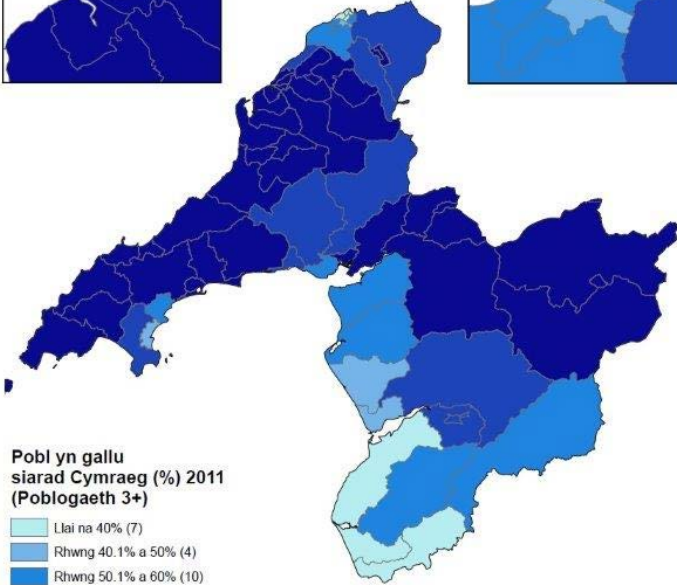 Pobl yn gallu
siarad Cymraeg (%) 2011
(Poblogaeth 3+)
Llai na 40% (7)
Rhwng 40.1% a 50% (4)
Rhwng 50.1% a 60% (10)